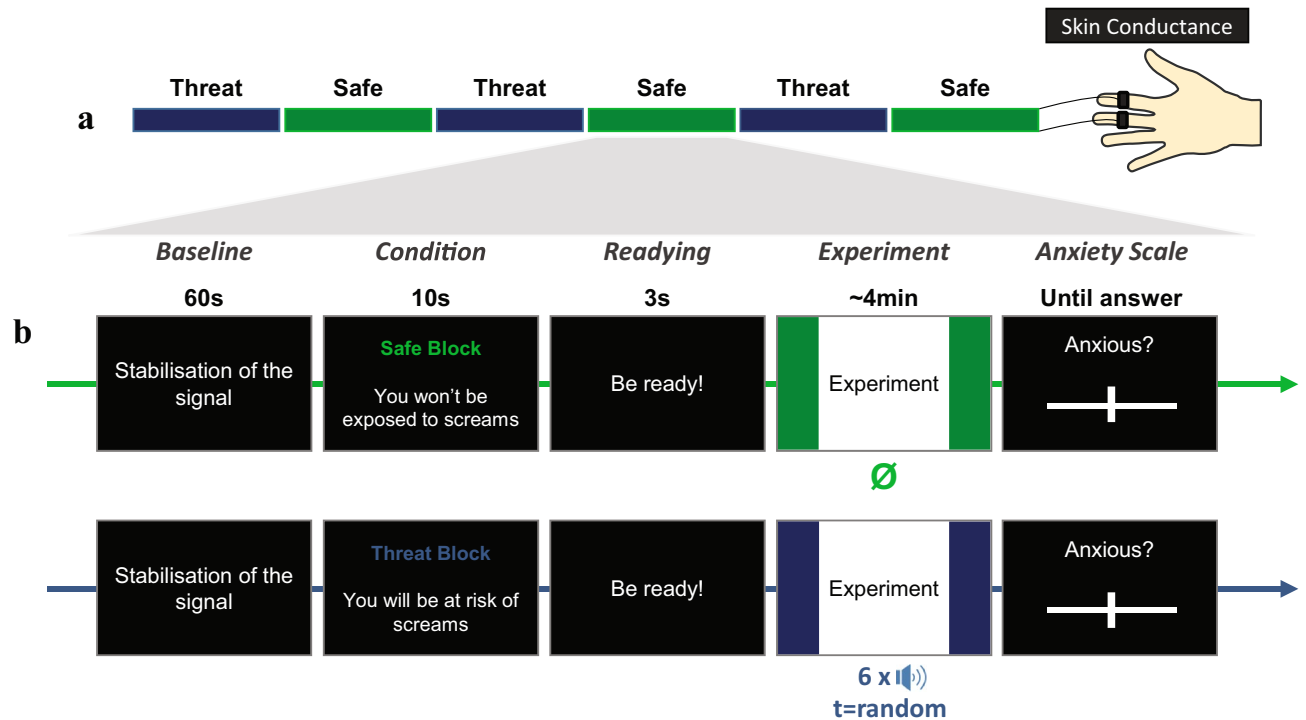 Skin Conductance
Threat Safe Threat Safe Threat Safe
a
Baseline Condition Readying Experiment Anxiety Scale
60s 10s 3s ~4min Until answer
b
Stabilisation of the
signal
Safe Block
You won't be
exposed to screams
Be ready!
Experiment
Anxious?
Ø
Stabilisation of the
signal
Threat Block
You will be at risk of
screams
Be ready!
Experiment
Anxious?
6 x
t=random